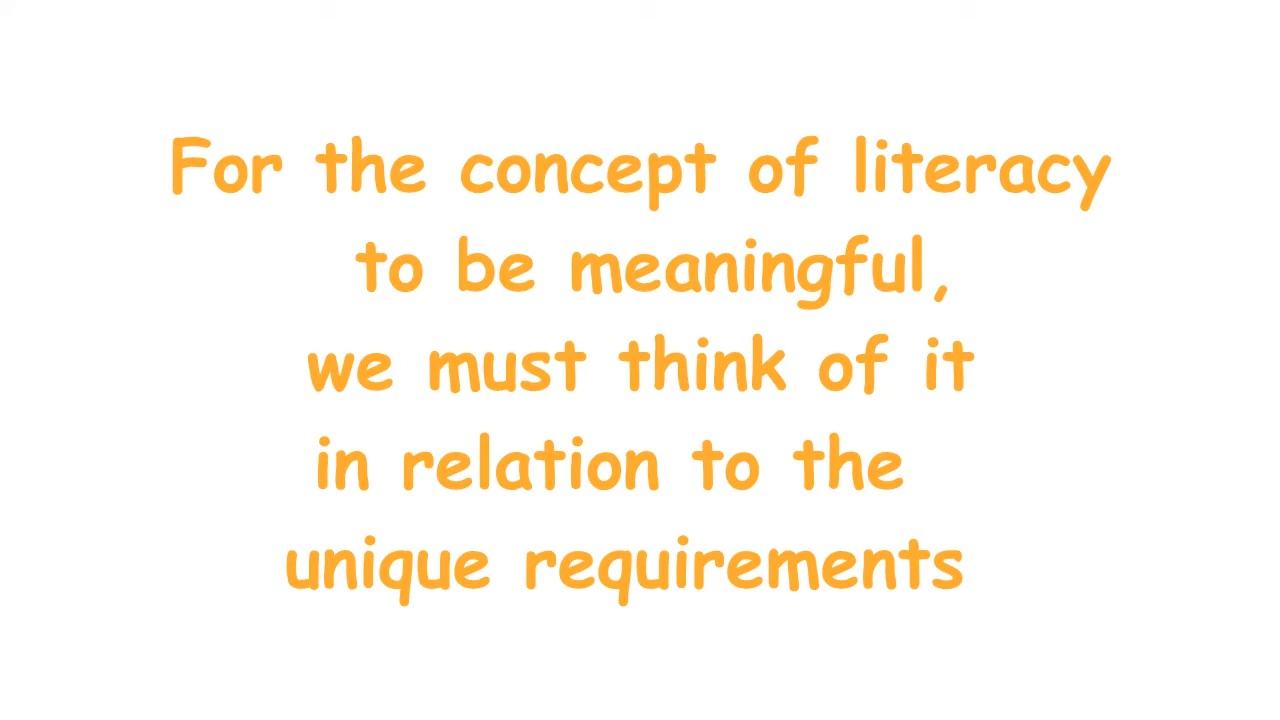 For the concept of literacy
to be meaningful,
we must think of it
in relation to the
unique requirements